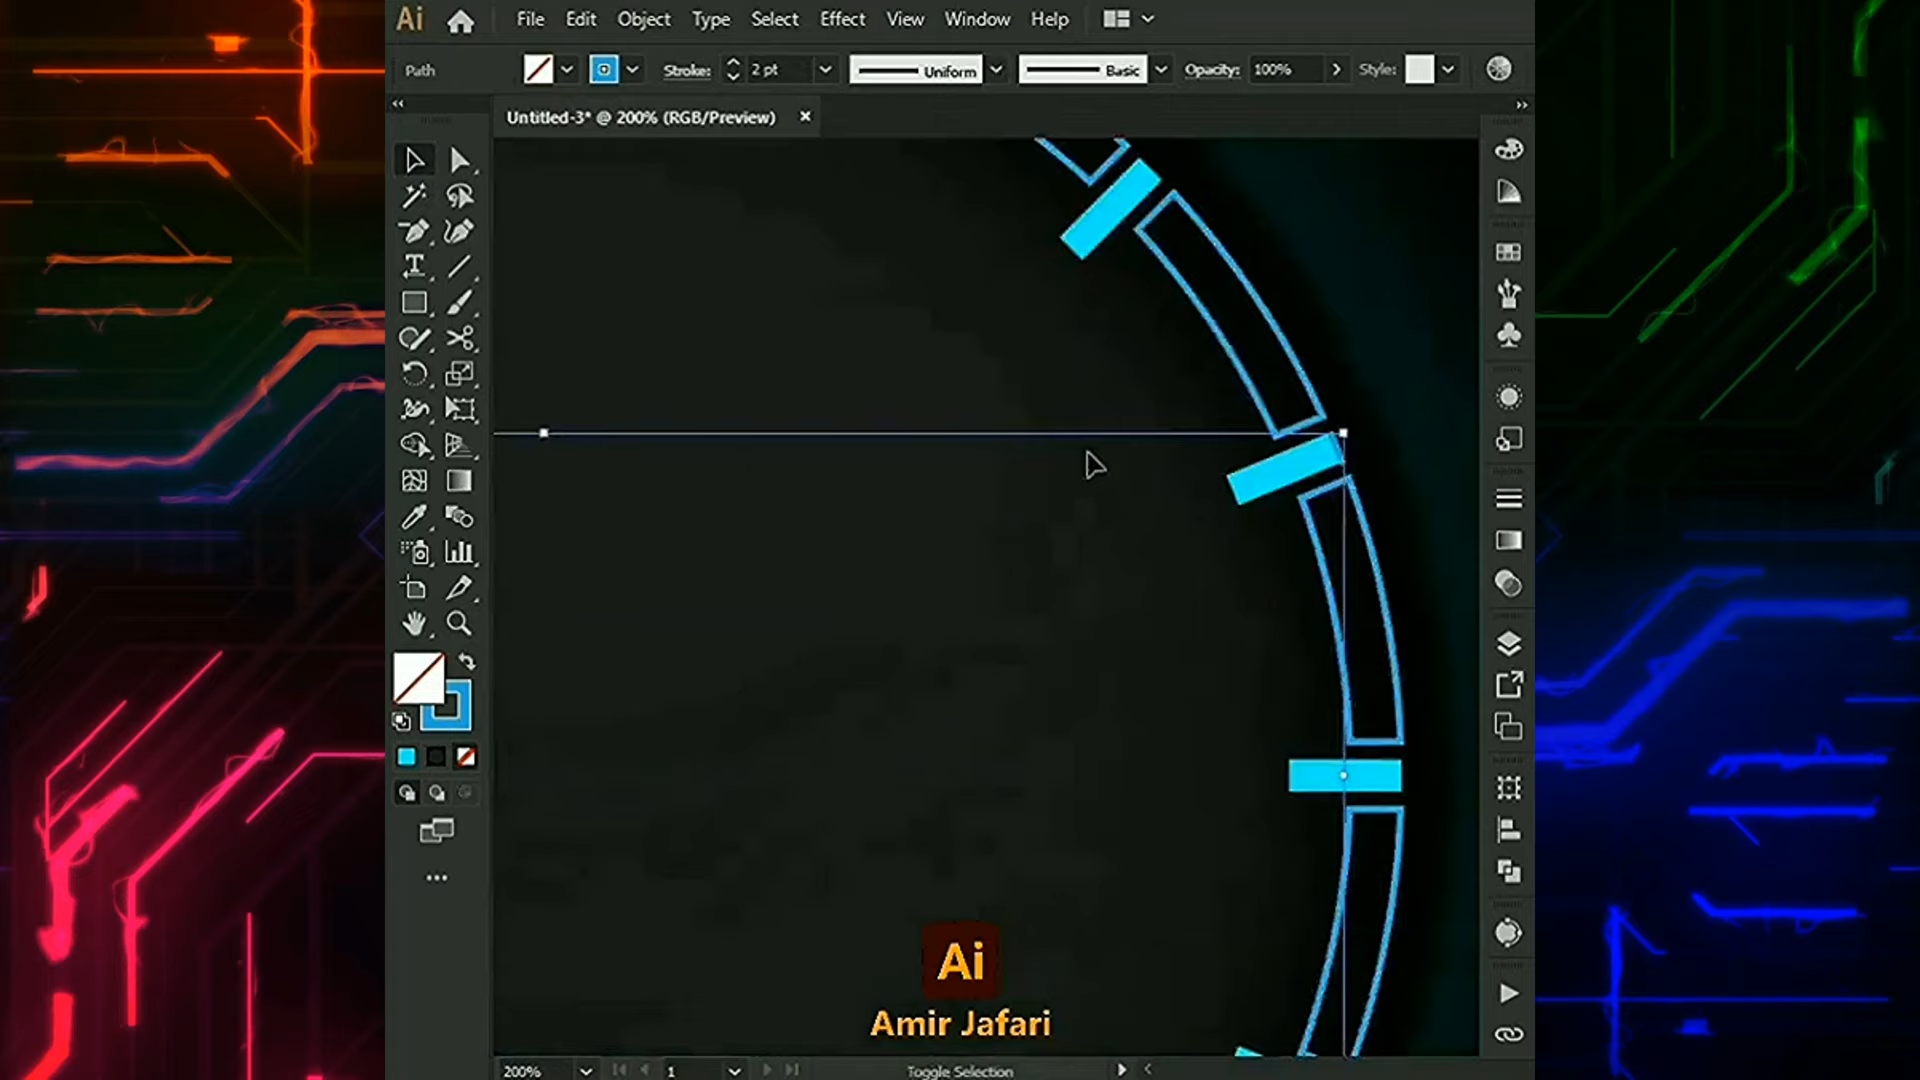 Ai File Edit Object Type Select Effect View Window Help
Path Stroke: 2 pt Uniform Basic Opacity: 100% Style:
Untitled-3* @ 200% (RGB/Preview) ×
Ai
Amir Jafari
200% 1 Toggle Selection